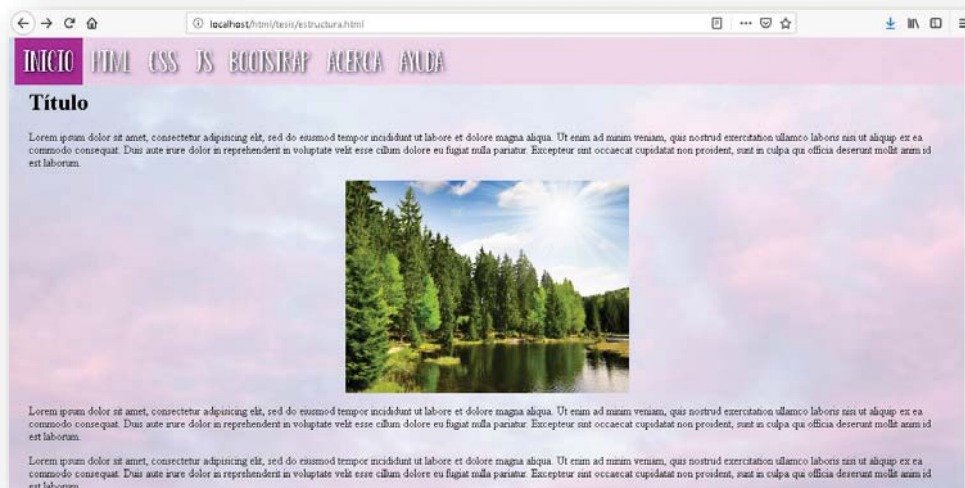 localhost/html/tesis/estructura.html
INICIO HTML CSS JS BOOTSTRAP ACERCA AYUDA
Título
Lorem ipsum dolor sit amet, consectetur adipisicing elit, sed do eiusmod tempor incididunt ut labore et dolore magna aliqua. Ut enim ad minim veniam, quis nostrud exercitation ullamco laboris nisi ut aliquip ex ea
commodo consequat. Duis aute irure dolor in reprehenderit in voluptate velit esse cillum dolore eu fugiat nulla pariatur. Excepteur sint occaecat cupidatat non proident, sunt in culpa qui officia deserunt mollit anim id
est laborum.
Lorem ipsum dolor sit amet, consectetur adipisicing elit, sed do eiusmod tempor incididunt ut labore et dolore magna aliqua. Ut enim ad minim veniam, quis nostrud exercitation ullamco laboris nisi ut aliquip ex ea
commodo consequat. Duis aute irure dolor in reprehenderit in voluptate velit esse cillum dolore eu fugiat nulla pariatur. Excepteur sint occaecat cupidatat non proident, sunt in culpa qui officia deserunt mollit anim id
est laborum.
Lorem ipsum dolor sit amet, consectetur adipisicing elit, sed do eiusmod tempor incididunt ut labore et dolore magna aliqua. Ut enim ad minim veniam, quis nostrud exercitation ullamco laboris nisi ut aliquip ex ea
commodo consequat. Duis aute irure dolor in reprehenderit in voluptate velit esse cillum dolore eu fugiat nulla pariatur. Excepteur sint occaecat cupidatat non proident, sunt in culpa qui officia deserunt mollit anim id
est laborum.